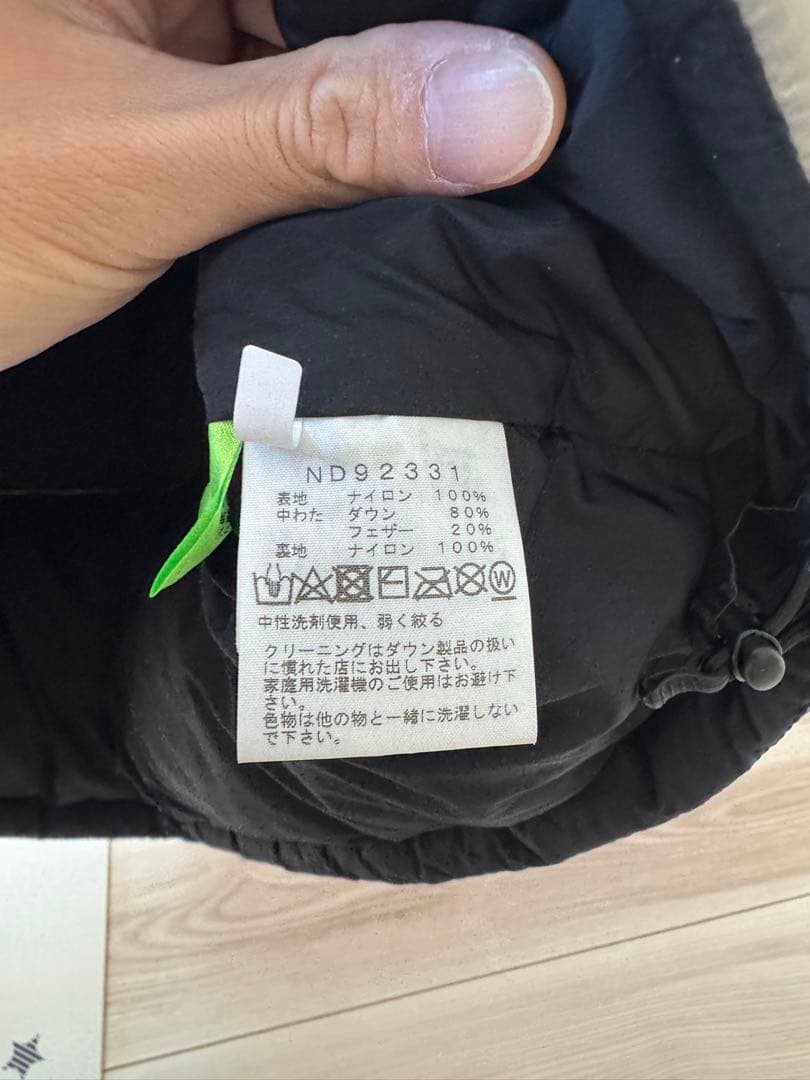 ND92331
表地 ナイロン 100%
中わた ダウン 80%
フェザー 20%
裏地 ナイロン 100%
W
中性洗剤使用、弱く絞る
クリーニングはダウン製品の扱い
に慣れた店にお出し下さい。
家庭用洗濯機のご使用はお避け下
さい。
色物は他の物と一緒に洗濯しない
で下さい。